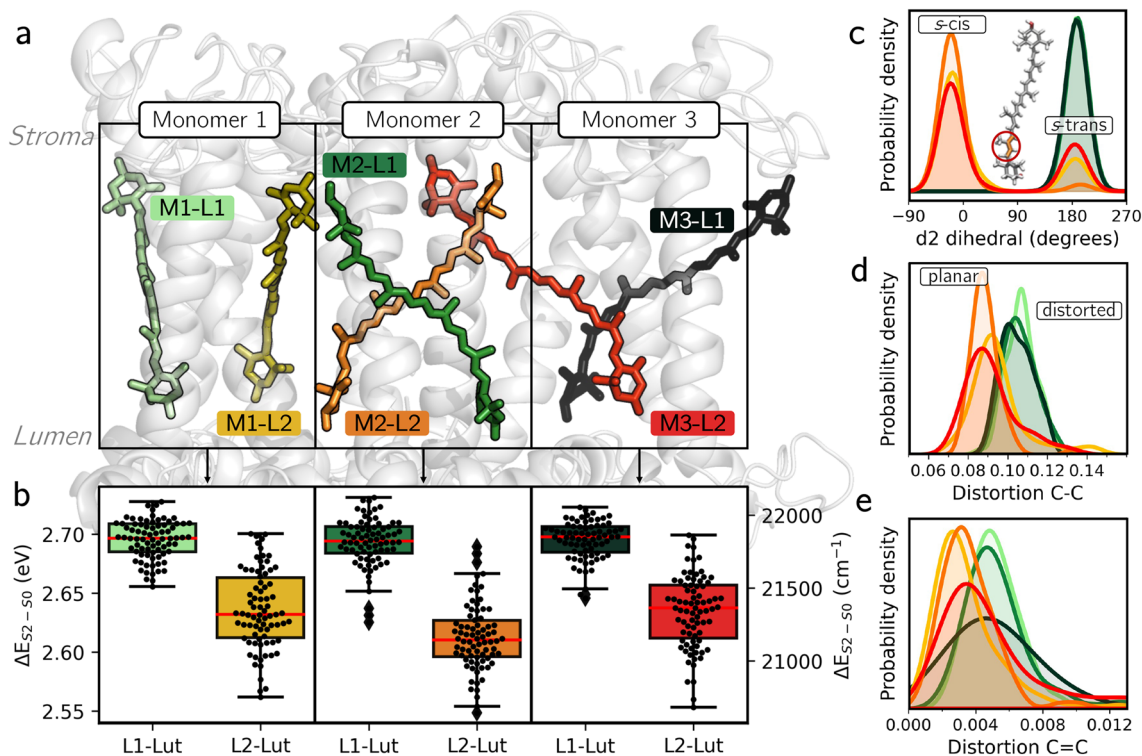 a
Stroma
Lumen
Monomer 1
Monomer 2
Monomer 3
M1-L1
M2-L1
M3-L1
M1-L2
M2-L2
M3-L2
b
ΔE_{S2−S0} (eV)
2.70
2.65
2.60
2.55
22000
21500
21000
ΔE_{S2−S0} (cm⁻¹)
L1-Lut
L2-Lut
L1-Lut
L2-Lut
L1-Lut
L2-Lut
c
Probability density
s-cis
s-trans
−90
0
90
180
270
d2 dihedral (degrees)
d
Probability density
planar
distorted
0.06
0.08
0.10
0.12
0.14
Distortion C-C
e
Probability density
0.000
0.004
0.008
0.012
Distortion C=C